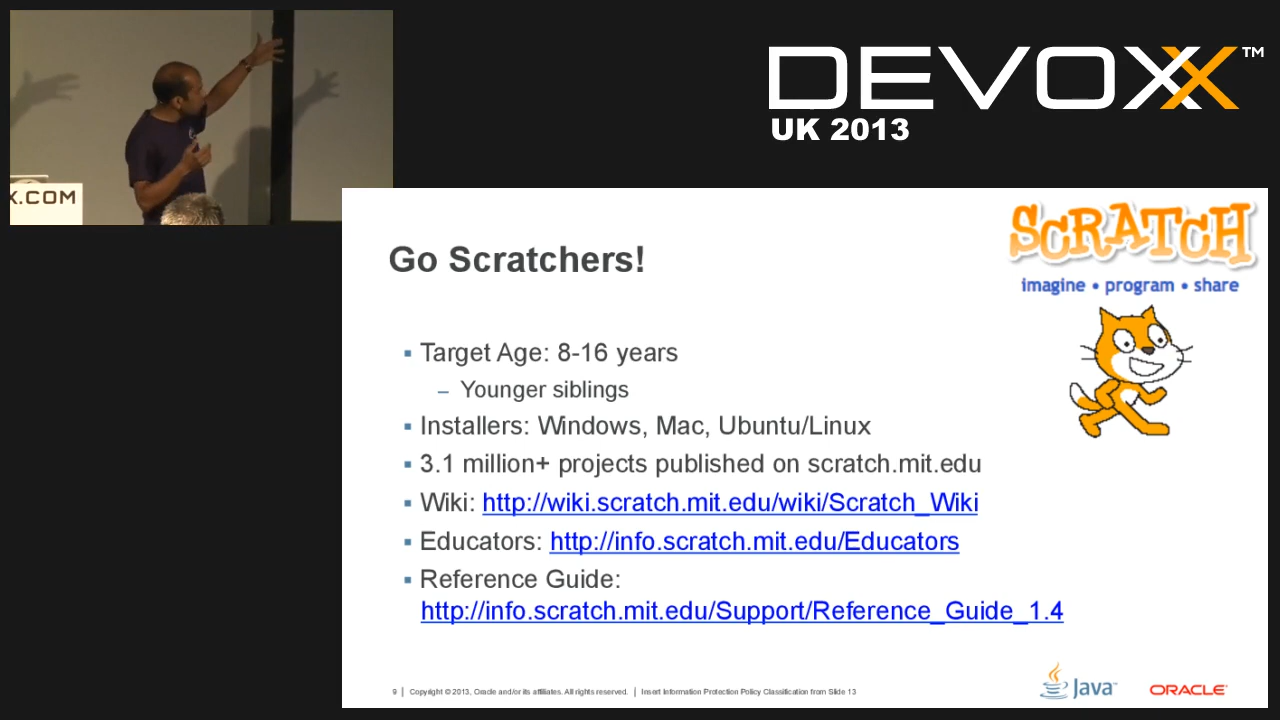 X.COM
DEVOXX™
UK 2013
SCRATCH
imagine • program • share
Go Scratchers!
▪ Target Age: 8-16 years
– Younger siblings
▪ Installers: Windows, Mac, Ubuntu/Linux
▪ 3.1 million+ projects published on scratch.mit.edu
▪ Wiki: http://wiki.scratch.mit.edu/wiki/Scratch_Wiki
▪ Educators: http://info.scratch.mit.edu/Educators
▪ Reference Guide:
http://info.scratch.mit.edu/Support/Reference_Guide_1.4
9 | Copyright © 2013, Oracle and/or its affiliates. All rights reserved. | Insert Information Protection Policy Classification from Slide 13
Java™
ORACLE®